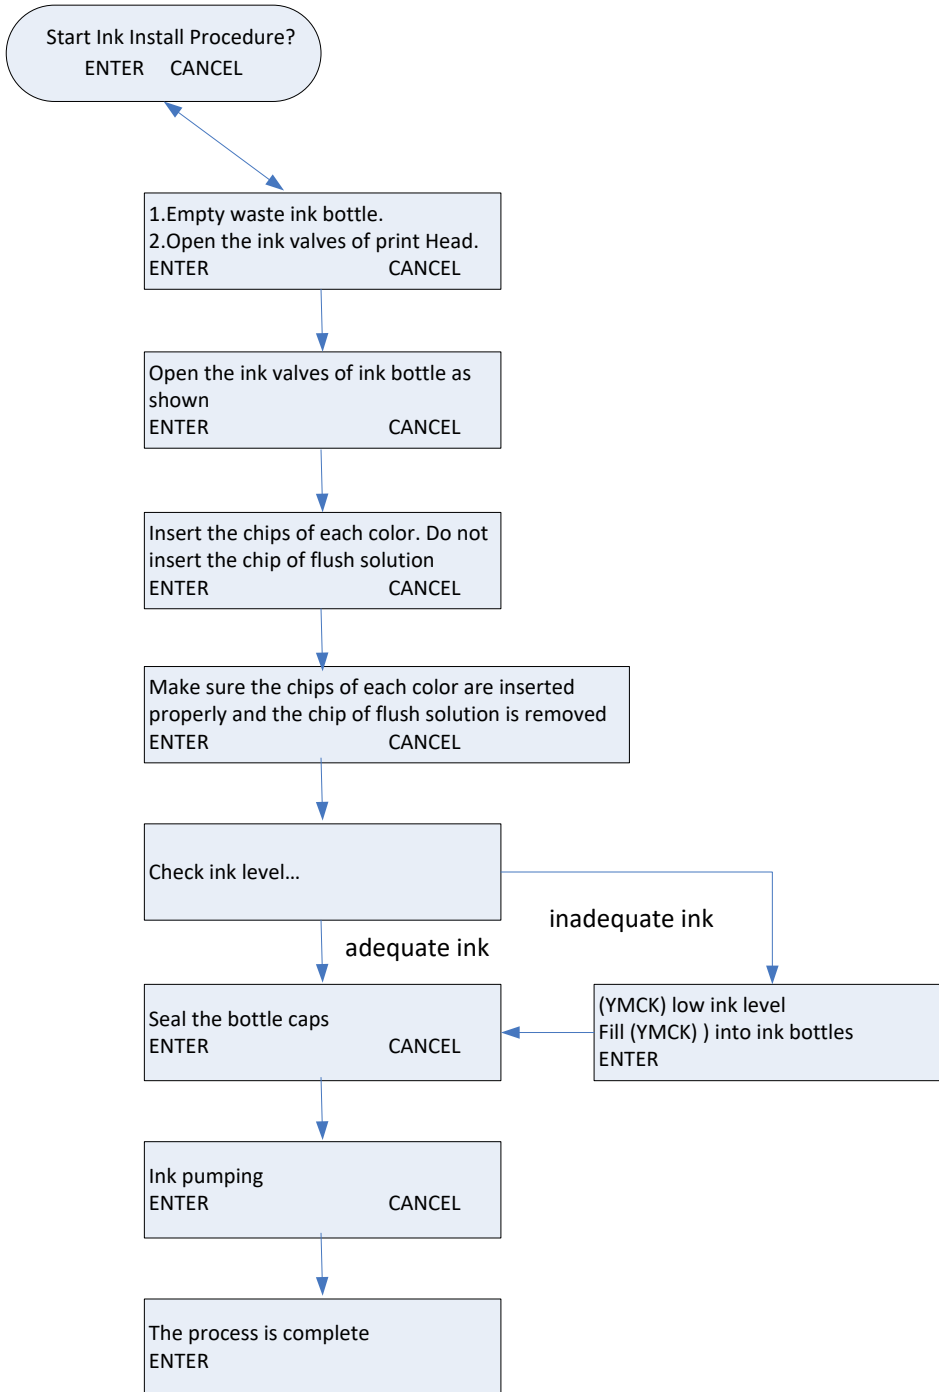 Start Ink Install Procedure?
ENTER CANCEL
1.Empty waste ink bottle.
2.Open the ink valves of print Head.
ENTER CANCEL
Open the ink valves of ink bottle as
shown
ENTER CANCEL
Insert the chips of each color. Do not
insert the chip of flush solution
ENTER CANCEL
Make sure the chips of each color are inserted
properly and the chip of flush solution is removed
ENTER CANCEL
Check ink level...
inadequate ink
adequate ink
(YMCK) low ink level
Fill (YMCK) ) into ink bottles
ENTER
Seal the bottle caps
ENTER CANCEL
Ink pumping
ENTER CANCEL
The process is complete
ENTER